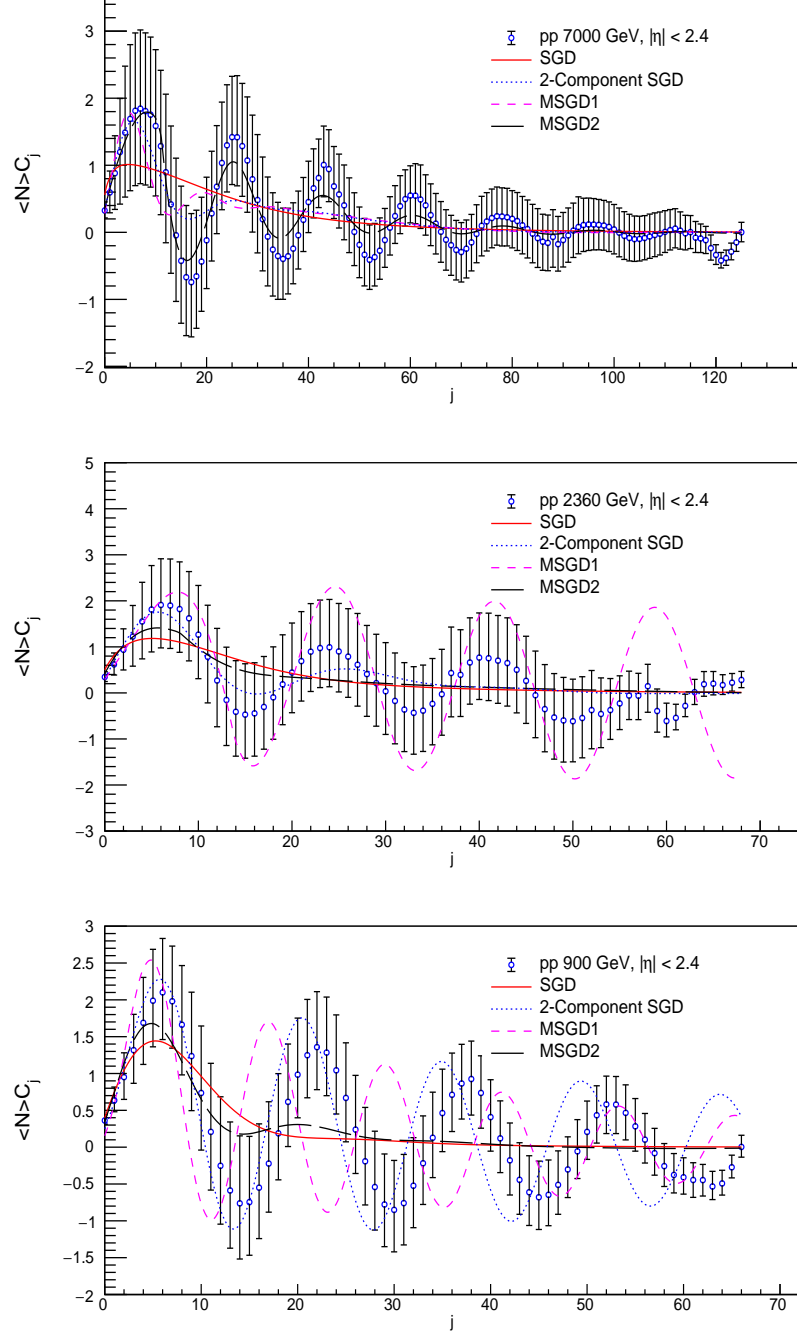 pp 7000 GeV, |η| < 2.4
SGD
2-Component SGD
MSGD1
MSGD2
3
2
1
0
−1
−2
<N>C_j
0 20 40 60 80 100 120
j
5
4
3
2
1
0
−1
−2
−3
<N>C_j
pp 2360 GeV, |η| < 2.4
SGD
2-Component SGD
MSGD1
MSGD2
0 10 20 30 40 50 60 70
j
3
2.5
2
1.5
1
0.5
0
−0.5
−1
−1.5
−2
<N>C_j
pp 900 GeV, |η| < 2.4
SGD
2-Component SGD
MSGD1
MSGD2
0 10 20 30 40 50 60 70
j